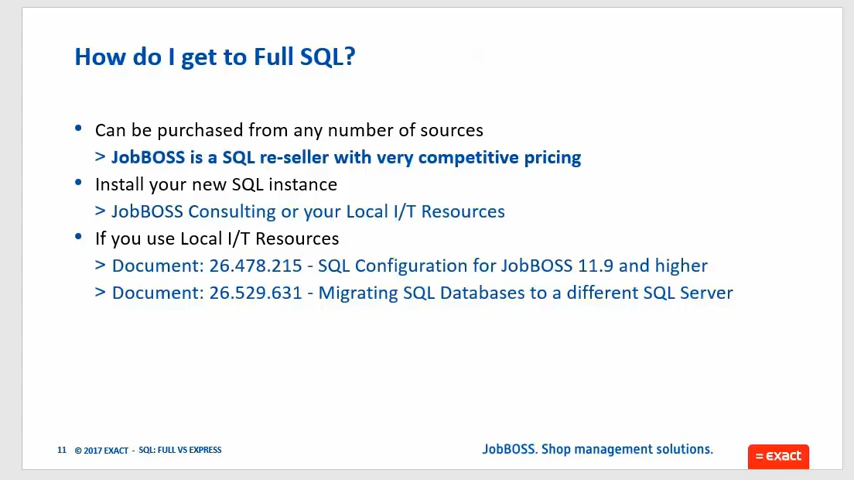 How do I get to Full SQL?
• Can be purchased from any number of sources
> JobBOSS is a SQL re-seller with very competitive pricing
• Install your new SQL instance
> JobBOSS Consulting or your Local I/T Resources
• If you use Local I/T Resources
> Document: 26.478.215 - SQL Configuration for JobBOSS 11.9 and higher
> Document: 26.529.631 - Migrating SQL Databases to a different SQL Server
11 © 2017 EXACT - SQL: FULL VS EXPRESS
JobBOSS. Shop management solutions.
= exact